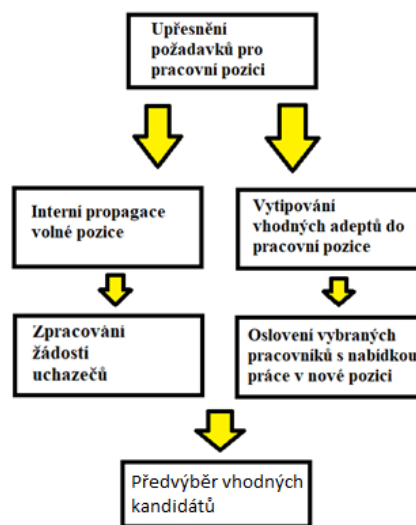 Upřesnění
požadavků pro
pracovní pozici
Interní propagace
volné pozice
Vytipování
vhodných adeptů do
pracovní pozice
Zpracování
žádostí
uchazečů
Oslovení vybraných
pracovníků s nabídkou
práce v nové pozici
Předvýběr vhodných
kandidátů